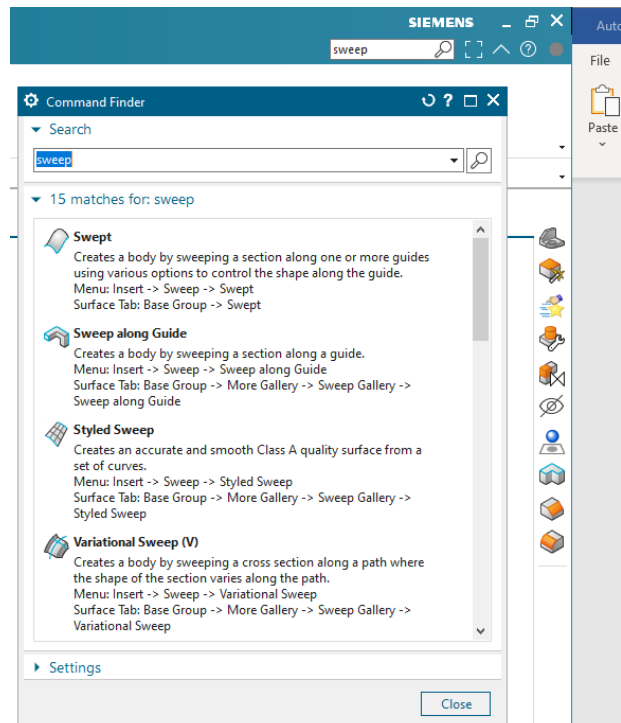 SIEMENS
sweep
Auto
File
Paste
Command Finder
Search
sweep
15 matches for: sweep
Swept
Creates a body by sweeping a section along one or more guides
using various options to control the shape along the guide.
Menu: Insert -> Sweep -> Swept
Surface Tab: Base Group -> Swept
Sweep along Guide
Creates a body by sweeping a section along a guide.
Menu: Insert -> Sweep -> Sweep along Guide
Surface Tab: Base Group -> More Gallery -> Sweep Gallery ->
Sweep along Guide
Styled Sweep
Creates an accurate and smooth Class A quality surface from a
set of curves.
Menu: Insert -> Sweep -> Styled Sweep
Surface Tab: Base Group -> More Gallery -> Sweep Gallery ->
Styled Sweep
Variational Sweep (V)
Creates a body by sweeping a cross section along a path where
the shape of the section varies along the path.
Menu: Insert -> Sweep -> Variational Sweep
Surface Tab: Base Group -> More Gallery -> Sweep Gallery ->
Variational Sweep
Settings
Close